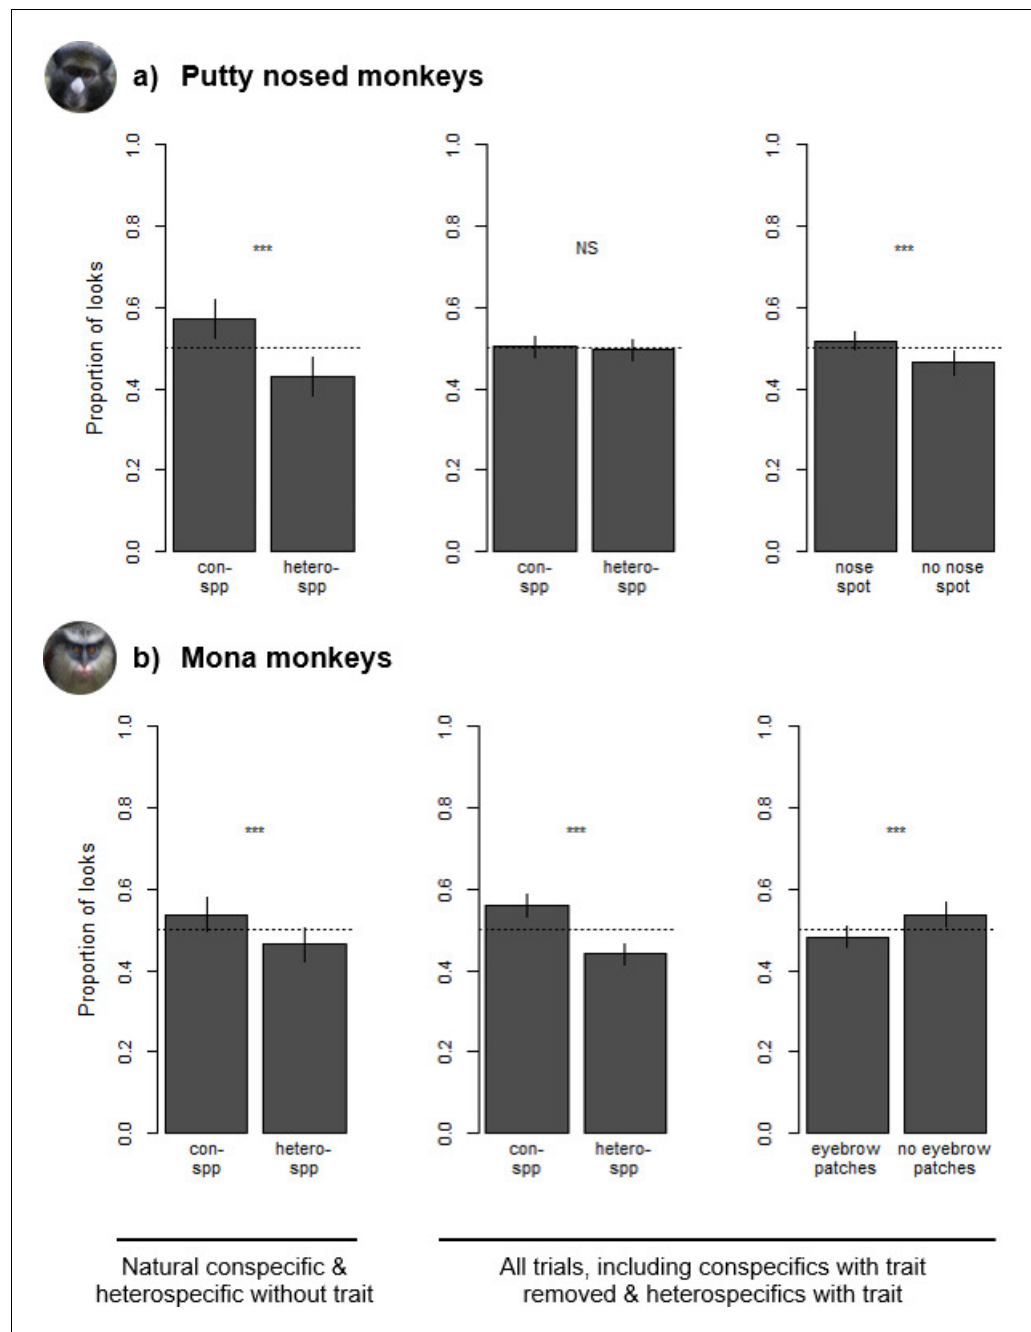 a) Putty nosed monkeys
Proportion of looks
0.0 0.2 0.4 0.6 0.8 1.0
***
con-
spp
hetero-
spp
0.0 0.2 0.4 0.6 0.8 1.0
NS
con-
spp
hetero-
spp
0.0 0.2 0.4 0.6 0.8 1.0
***
nose
spot
no nose
spot
b) Mona monkeys
Proportion of looks
0.0 0.2 0.4 0.6 0.8 1.0
***
con-
spp
hetero-
spp
0.0 0.2 0.4 0.6 0.8 1.0
***
con-
spp
hetero-
spp
0.0 0.2 0.4 0.6 0.8 1.0
***
eyebrow
patches
no eyebrow
patches
Natural conspecific &
heterospecific without trait
All trials, including conspecifics with trait
removed & heterospecifics with trait